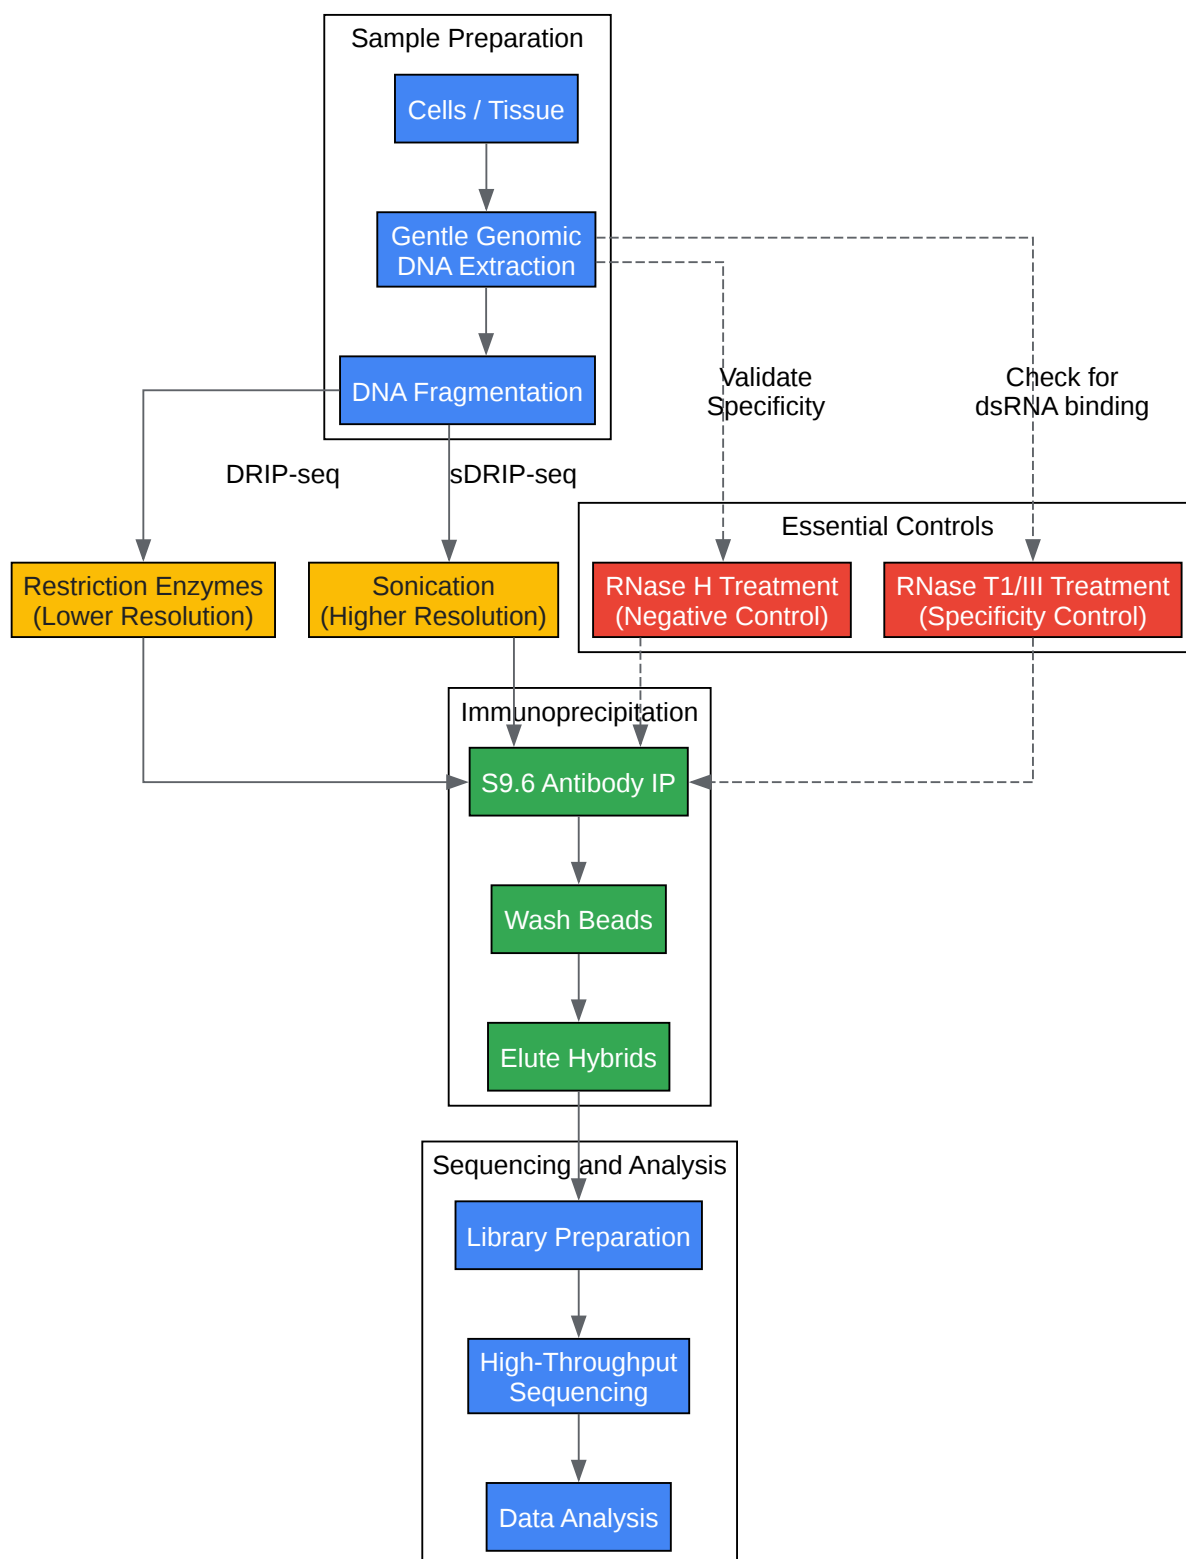 Sample Preparation
Cells / Tissue
Gentle Genomic
DNA Extraction
DNA Fragmentation
Validate
Specificity
Check for
dsRNA binding
DRIP-seq
sDRIP-seq
Essential Controls
Restriction Enzymes
(Lower Resolution)
Sonication
(Higher Resolution)
RNase H Treatment
(Negative Control)
RNase T1/III Treatment
(Specificity Control)
Immunoprecipitation
S9.6 Antibody IP
Wash Beads
Elute Hybrids
Sequencing and Analysis
Library Preparation
High-Throughput
Sequencing
Data Analysis